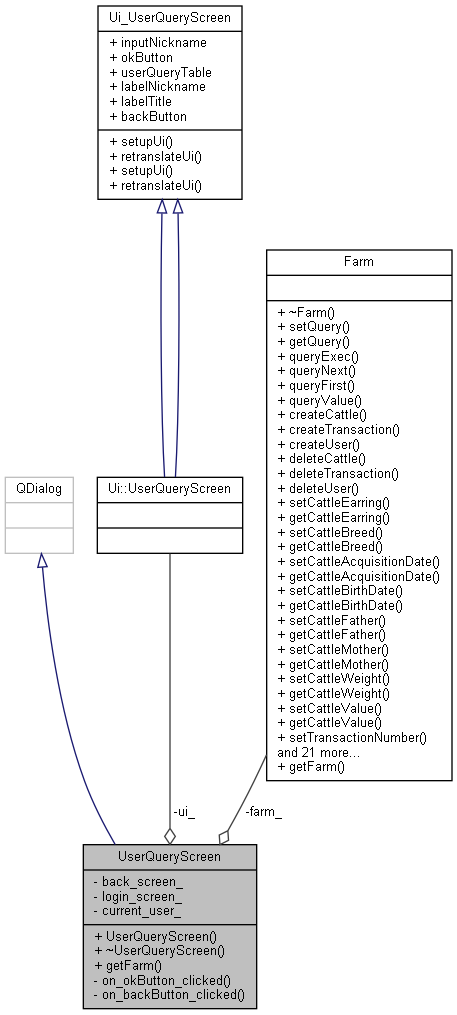 Ui_UserQueryScreen
+ inputNickname
+ okButton
+ userQueryTable
+ labelNickname
+ labelTitle
+ backButton
+ setupUi()
+ retranslateUi()
+ setupUi()
+ retranslateUi()
Farm
+ ~Farm()
+ setQuery()
+ getQuery()
+ queryExec()
+ queryNext()
+ queryFirst()
+ queryValue()
+ createCattle()
+ createTransaction()
+ createUser()
+ deleteCattle()
+ deleteTransaction()
+ deleteUser()
+ setCattleEarring()
+ getCattleEarring()
+ setCattleBreed()
+ getCattleBreed()
+ setCattleAcquisitionDate()
+ getCattleAcquisitionDate()
+ setCattleBirthDate()
+ getCattleBirthDate()
+ setCattleFather()
+ getCattleFather()
+ setCattleMother()
+ getCattleMother()
+ setCattleWeight()
+ getCattleWeight()
+ setCattleValue()
+ getCattleValue()
+ setTransactionNumber()
and 21 more...
+ getFarm()
QDialog
Ui::UserQueryScreen
-ui_
-farm_
UserQueryScreen
- back_screen_
- login_screen_
- current_user_
+ UserQueryScreen()
+ ~UserQueryScreen()
+ getFarm()
- on_okButton_clicked()
- on_backButton_clicked()